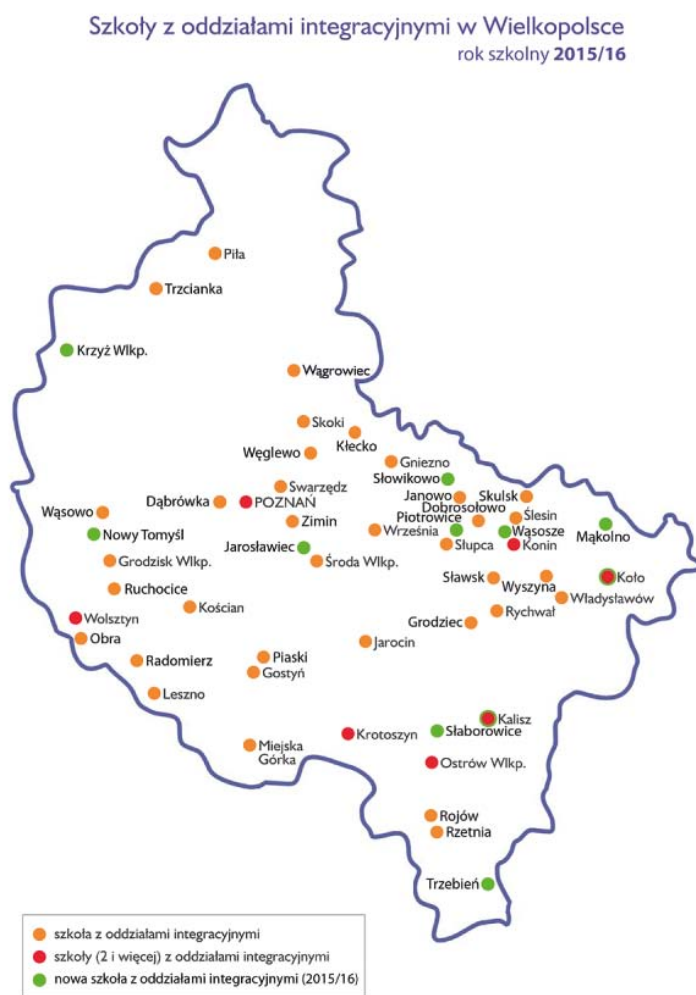 Szkoły z oddziałami integracyjnymi w Wielkopolsce
rok szkolny 2015/16
Piła
Trzcianka
Krzyż Wlkp.
Wągrowiec
Skoki
Kłecko
Węglewo
Gniezno
Słowikowo
Swarzędz
Janowo
Skulsk
Dąbrówka
POZNAŃ
Dobrosołowo
Wąsowo
Zimin
Piotrowice
Ślesin
Września
Wąsosze
Mąkolno
Nowy Tomyśl
Jarosławiec
Słupca
Konin
Grodzisk Wlkp.
Środa Wlkp.
Sławsk
Wyszyna
Koło
Ruchocice
Władysławów
Kościan
Rychwał
Wolsztyn
Grodziec
Obra
Jarocin
Radomierz
Piaski
Gostyń
Leszno
Kalisz
Krotoszyn
Słaborowice
Miejska
Górka
Ostrów Wlkp.
Rojów
Rzetnia
Trzebień
szkoła z oddziałami integracyjnymi
szkoły (2 i więcej) z oddziałami integracyjnymi
nowa szkoła z oddziałami integracyjnymi (2015/16)